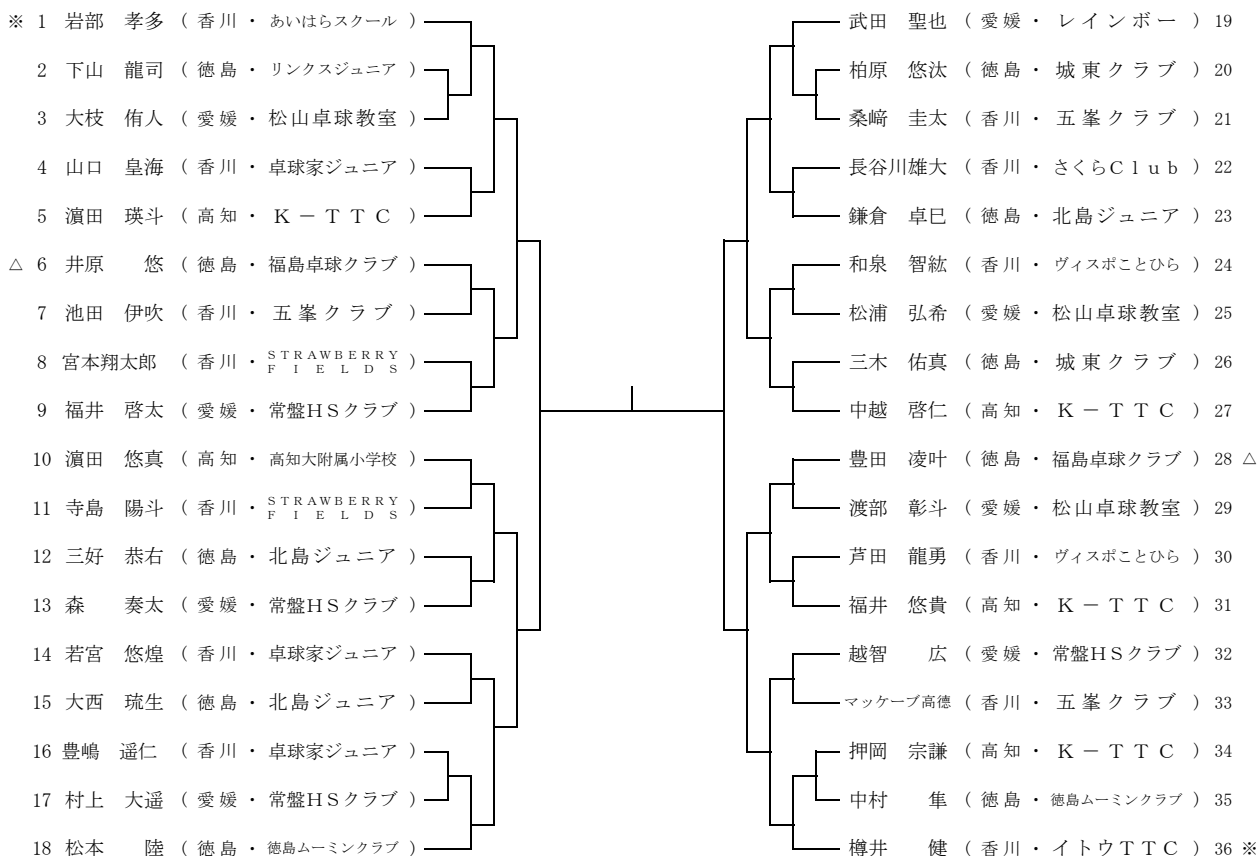 ※ 1 岩部 孝多 (香川・あいはらスクール)
2 下山 龍司 (徳島・リンクスジュニア)
3 大枝 侑人 (愛媛・松山卓球教室)
4 山口 皇海 (香川・卓球家ジュニア)
5 濵田 瑛斗 (高知・K-TTC)
△ 6 井原 悠 (徳島・福島卓球クラブ)
7 池田 伊吹 (香川・五峯クラブ)
8 宮本翔太郎 (香川・STRAWBERRY FIELDS)
9 福井 啓太 (愛媛・常盤HSクラブ)
10 濵田 悠真 (高知・高知大附属小学校)
11 寺島 陽斗 (香川・STRAWBERRY FIELDS)
12 三好 恭右 (徳島・北島ジュニア)
13 森 奏太 (愛媛・常盤HSクラブ)
14 若宮 悠煌 (香川・卓球家ジュニア)
15 大西 琉生 (徳島・北島ジュニア)
16 豊嶋 遥仁 (香川・卓球家ジュニア)
17 村上 大遥 (愛媛・常盤HSクラブ)
18 松本 陸 (徳島・徳島ムーミンクラブ)
武田 聖也 (愛媛・レインボー) 19
柏原 悠汰 (徳島・城東クラブ) 20
桑﨑 圭太 (香川・五峯クラブ) 21
長谷川雄大 (香川・さくらClub) 22
鎌倉 卓巳 (徳島・北島ジュニア) 23
和泉 智紘 (香川・ヴィスポことひら) 24
松浦 弘希 (愛媛・松山卓球教室) 25
三木 佑真 (徳島・城東クラブ) 26
中越 啓仁 (高知・K-TTC) 27
豊田 凌叶 (徳島・福島卓球クラブ) 28 △
渡部 彰斗 (愛媛・松山卓球教室) 29
芦田 龍勇 (香川・ヴィスポことひら) 30
福井 悠貴 (高知・K-TTC) 31
越智 広 (愛媛・常盤HSクラブ) 32
マッケーブ高徳 (香川・五峯クラブ) 33
押岡 宗謙 (高知・K-TTC) 34
中村 隼 (徳島・徳島ムーミンクラブ) 35
樽井 健 (香川・イトウTTC) 36 ※